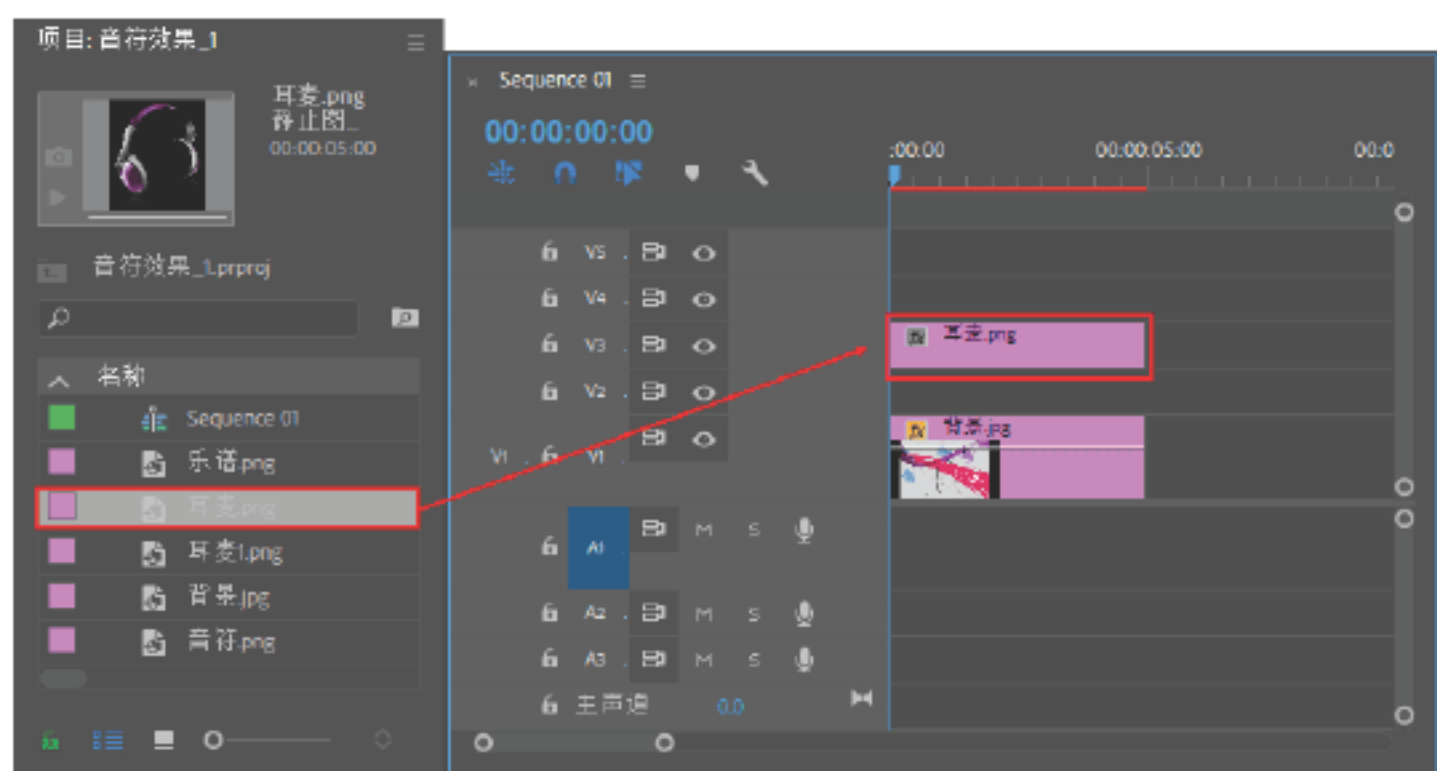 项目: 音符效果_1
耳麦.png
静止图_
00:00:05:00
音符效果_1.prproj
名称
Sequence 01
乐谱.png
耳麦.png
耳麦1.png
背景.jpg
音符.png
Sequence 01
00:00:00:00
:00:00
00:00:05:00
00:0
V5
V4
V3
耳麦.png
fx
V2
V1
V1
fx
背景.jpg
A1
M
S
A2
M
S
A3
M
S
主声道
0.0